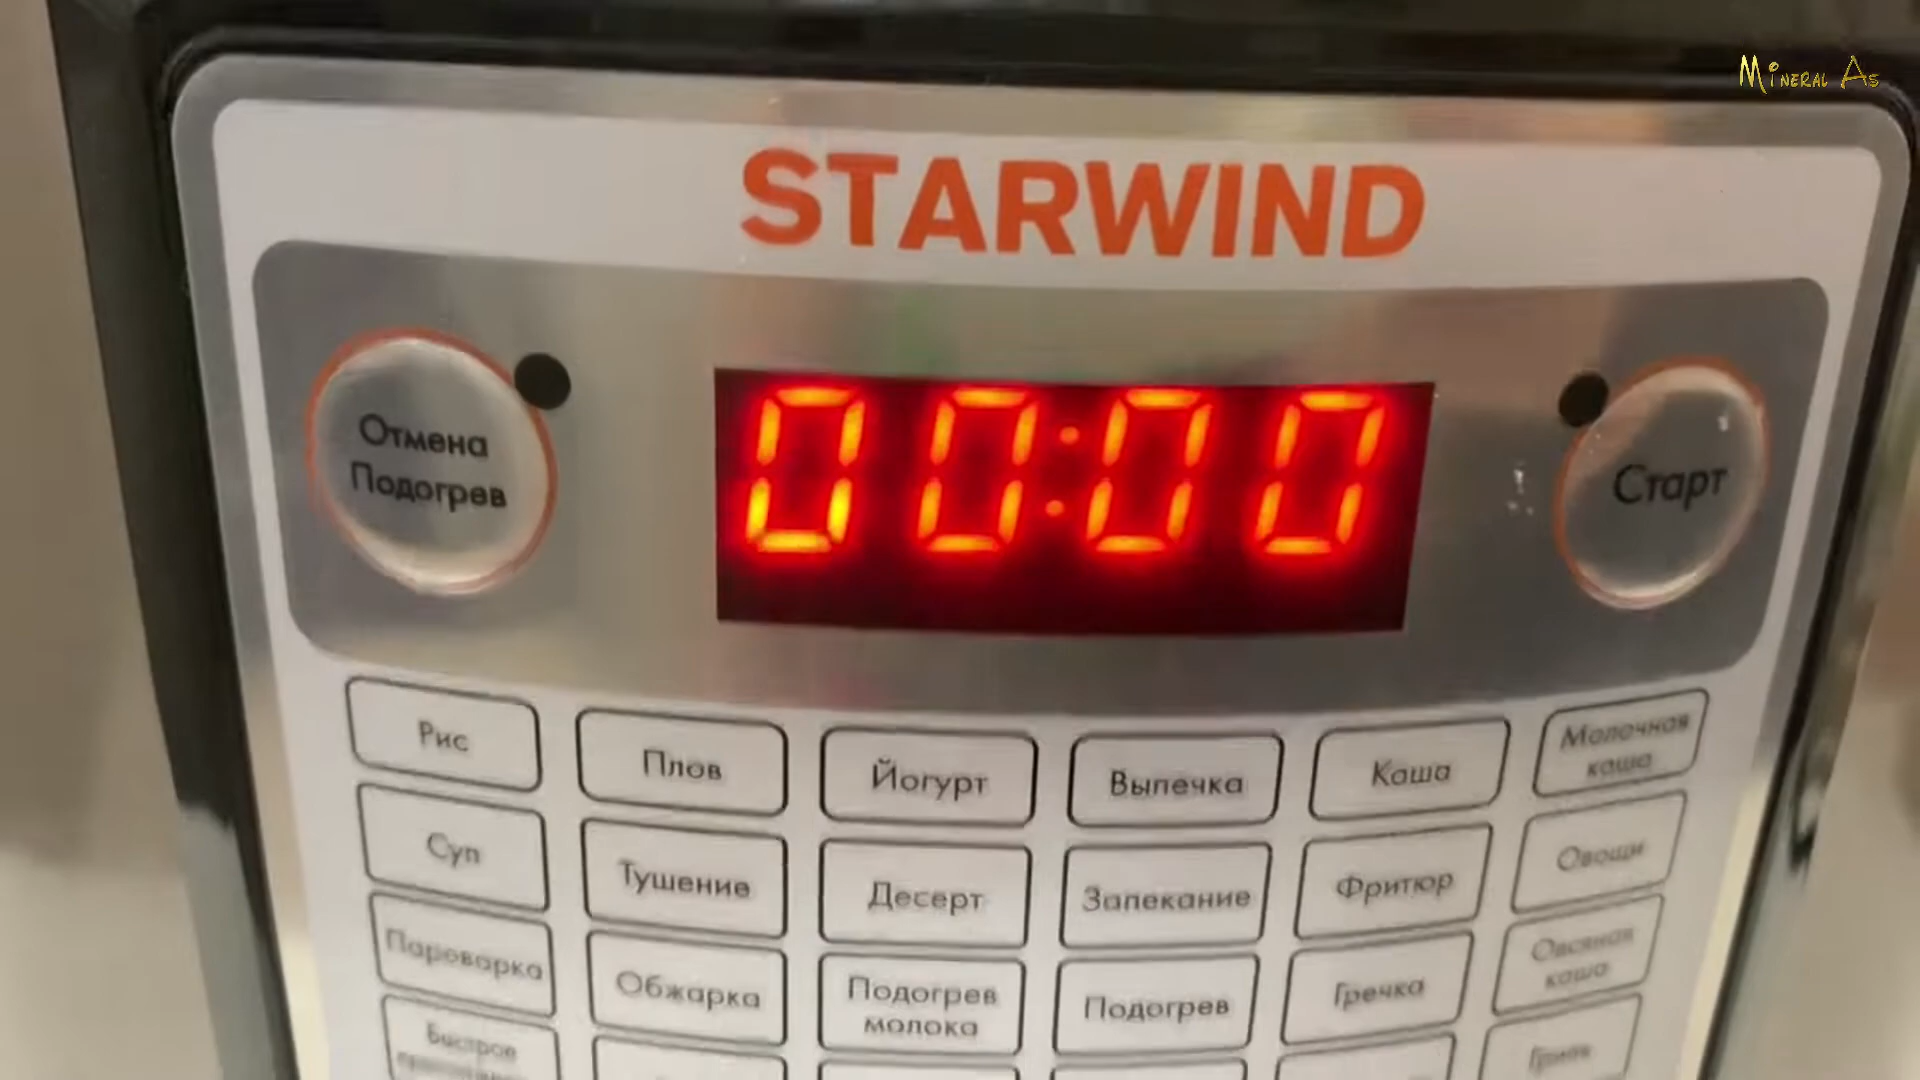 Mineral As
STARWIND
Отмена
Подогрев
00:00
Старт
Рис
Плов
Йогурт
Выпечка
Каша
Молочная
каша
Суп
Тушение
Десерт
Запекание
Фритюр
Овощи
Пароварка
Обжарка
Подогрев
молока
Подогрев
Гречка
Овсяная
каша
Быстрое
Гриль